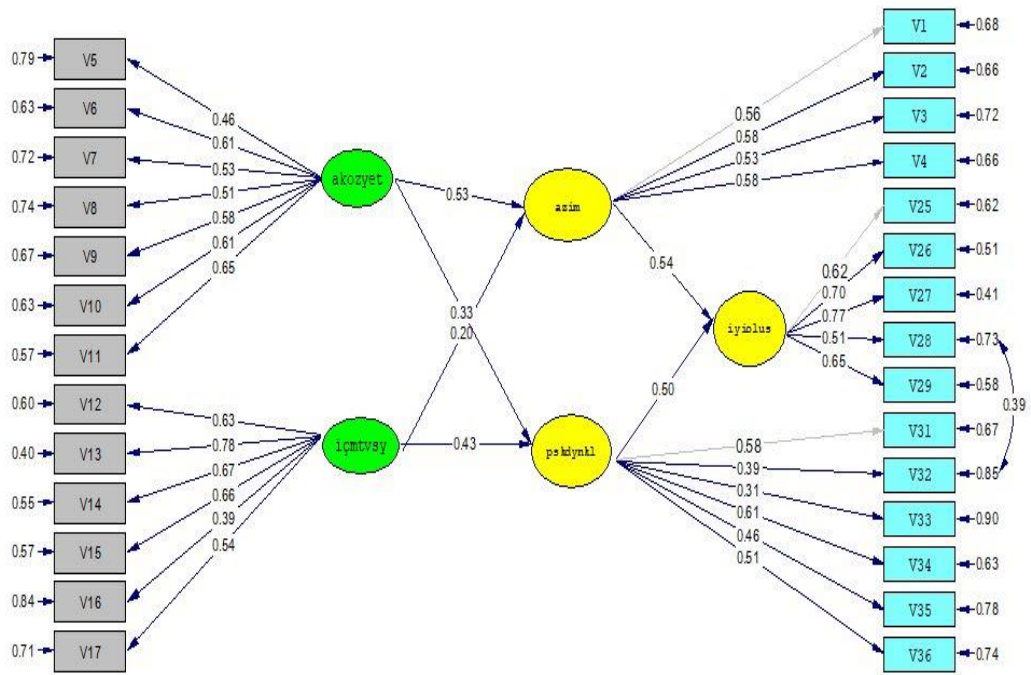 0.79 V5
0.63 V6
0.72 V7
0.74 V8
0.67 V9
0.63 V10
0.57 V11
0.60 V12
0.40 V13
0.55 V14
0.57 V15
0.84 V16
0.71 V17
0.46
0.61
0.53
0.51
0.58
0.61
0.65
0.63
0.78
0.67
0.66
0.39
0.54
akozyet
içmtvsy
0.53
0.33
0.20
0.43
azim
pskdynkl
0.54
0.50
iyiolus
0.56
0.58
0.53
0.58
0.62
0.70
0.77
0.51
0.65
0.58
0.39
0.31
0.61
0.46
0.51
V1 0.68
V2 0.66
V3 0.72
V4 0.66
V25 0.62
V26 0.51
V27 0.41
V28 0.73
V29 0.58
V31 0.67
V32 0.85
V33 0.90
V34 0.63
V35 0.78
V36 0.74
0.39